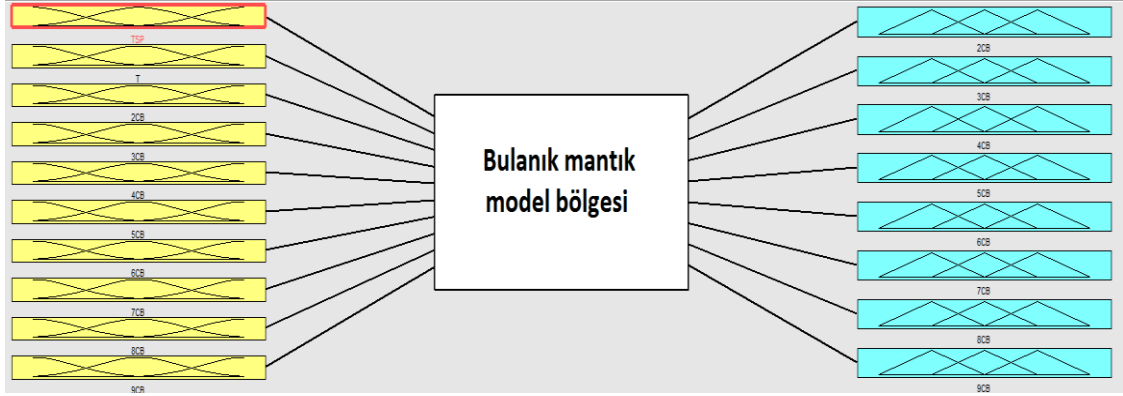 TSP
T
2CB
3CB
4CB
5CB
6CB
7CB
8CB
9CB
Bulanık mantık
model bölgesi
2CB
3CB
4CB
5CB
6CB
7CB
8CB
9CB